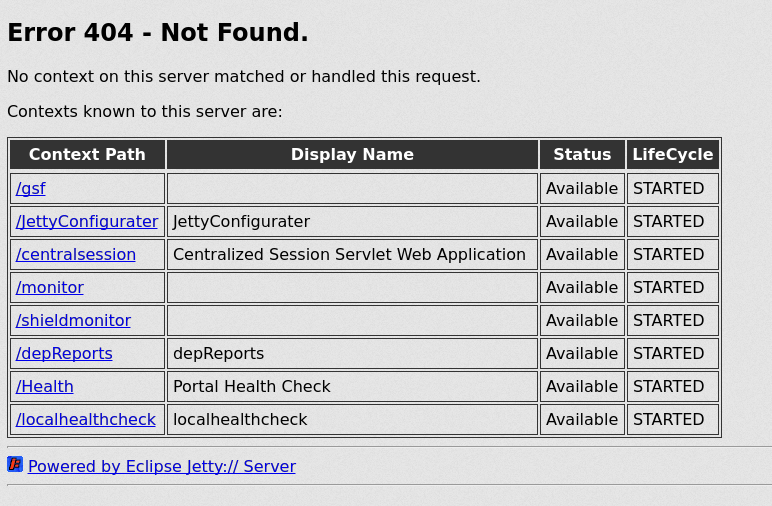 Error 404 - Not Found.
No context on this server matched or handled this request.
Contexts known to this server are:
Context Path Display Name Status LifeCycle
/gsf Available STARTED
/JettyConfigurater JettyConfigurater Available STARTED
/centralsession Centralized Session Servlet Web Application Available STARTED
/monitor Available STARTED
/shieldmonitor Available STARTED
/depReports depReports Available STARTED
/Health Portal Health Check Available STARTED
/localhealthcheck localhealthcheck Available STARTED
Powered by Eclipse Jetty:// Server